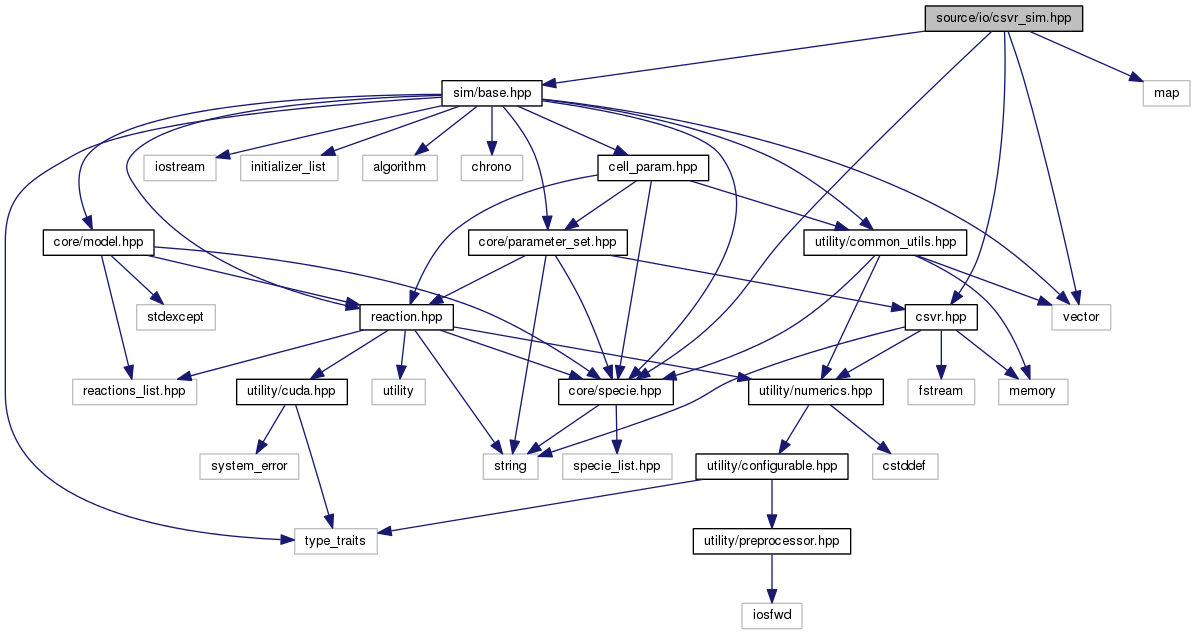 source/io/csvr_sim.hpp
sim/base.hpp
map
iostream
initializer_list
algorithm
chrono
cell_param.hpp
core/model.hpp
core/parameter_set.hpp
utility/common_utils.hpp
stdexcept
reaction.hpp
csvr.hpp
vector
reactions_list.hpp
utility/cuda.hpp
utility
core/specie.hpp
utility/numerics.hpp
fstream
memory
system_error
string
specie_list.hpp
utility/configurable.hpp
cstddef
type_traits
utility/preprocessor.hpp
iosfwd